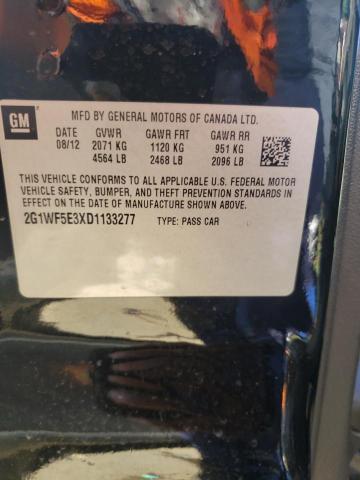 GM
MFD BY GENERAL MOTORS OF CANADA LTD.
DATE GVWR GAWR FRT GAWR RR
08/12 2071 KG 1120 KG 951 KG
4564 LB 2468 LB 2096 LB
THIS VEHICLE CONFORMS TO ALL APPLICABLE U.S. FEDERAL MOTOR
VEHICLE SAFETY, BUMPER, AND THEFT PREVENTION STANDARDS IN
EFFECT ON THE DATE OF MANUFACTURE SHOWN ABOVE.
2G1WF5E3XD1133277 TYPE: PASS CAR